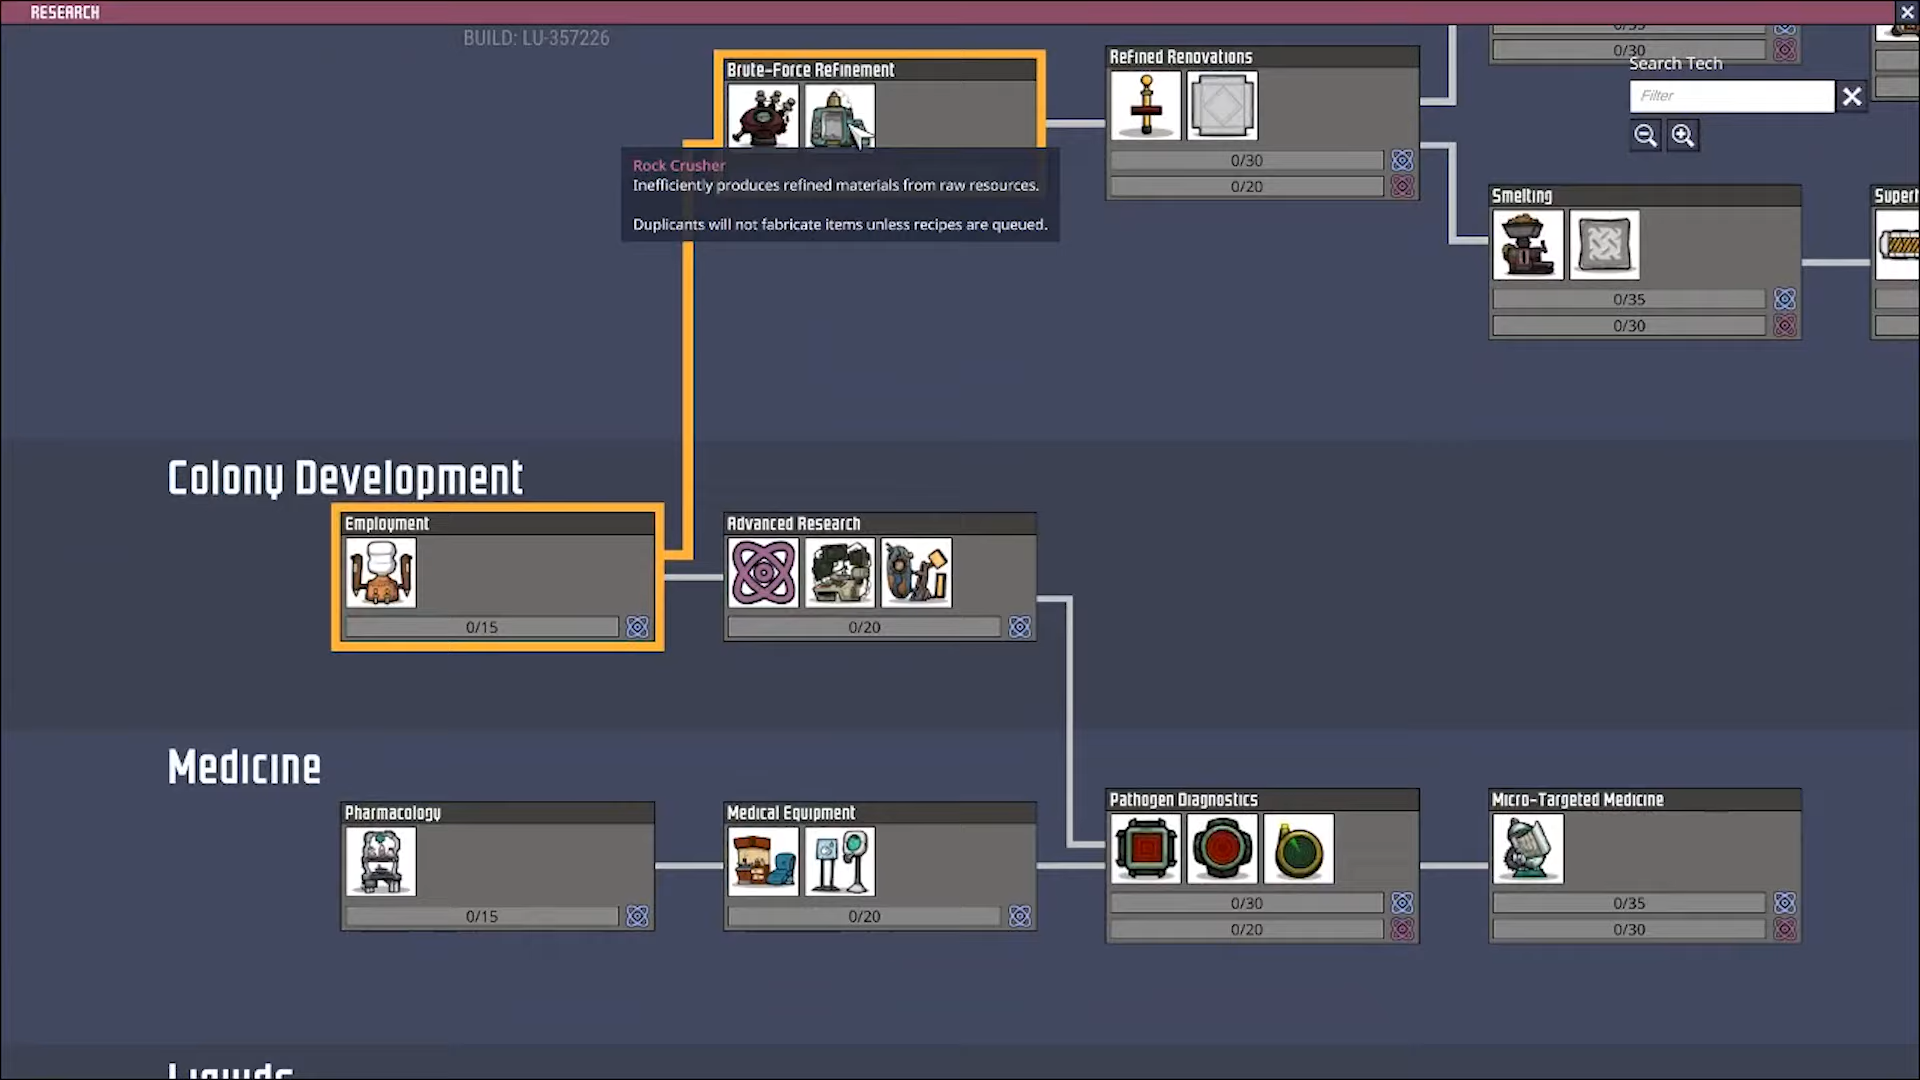 RESEARCH
BUILD: LU-357226
Brute-Force Refinement
Refined Renovations
0/30
Search Tech
Filter
Rock Crusher
Inefficiently produces refined materials from raw resources.
Duplicants will not fabricate items unless recipes are queued.
0/30
0/20
Smelting
0/35
0/30
Colony Development
Employment
0/15
Advanced Research
0/20
Medicine
Pharmacology
0/15
Medical Equipment
0/20
Pathogen Diagnostics
0/30
0/20
Micro-Targeted Medicine
0/35
0/30